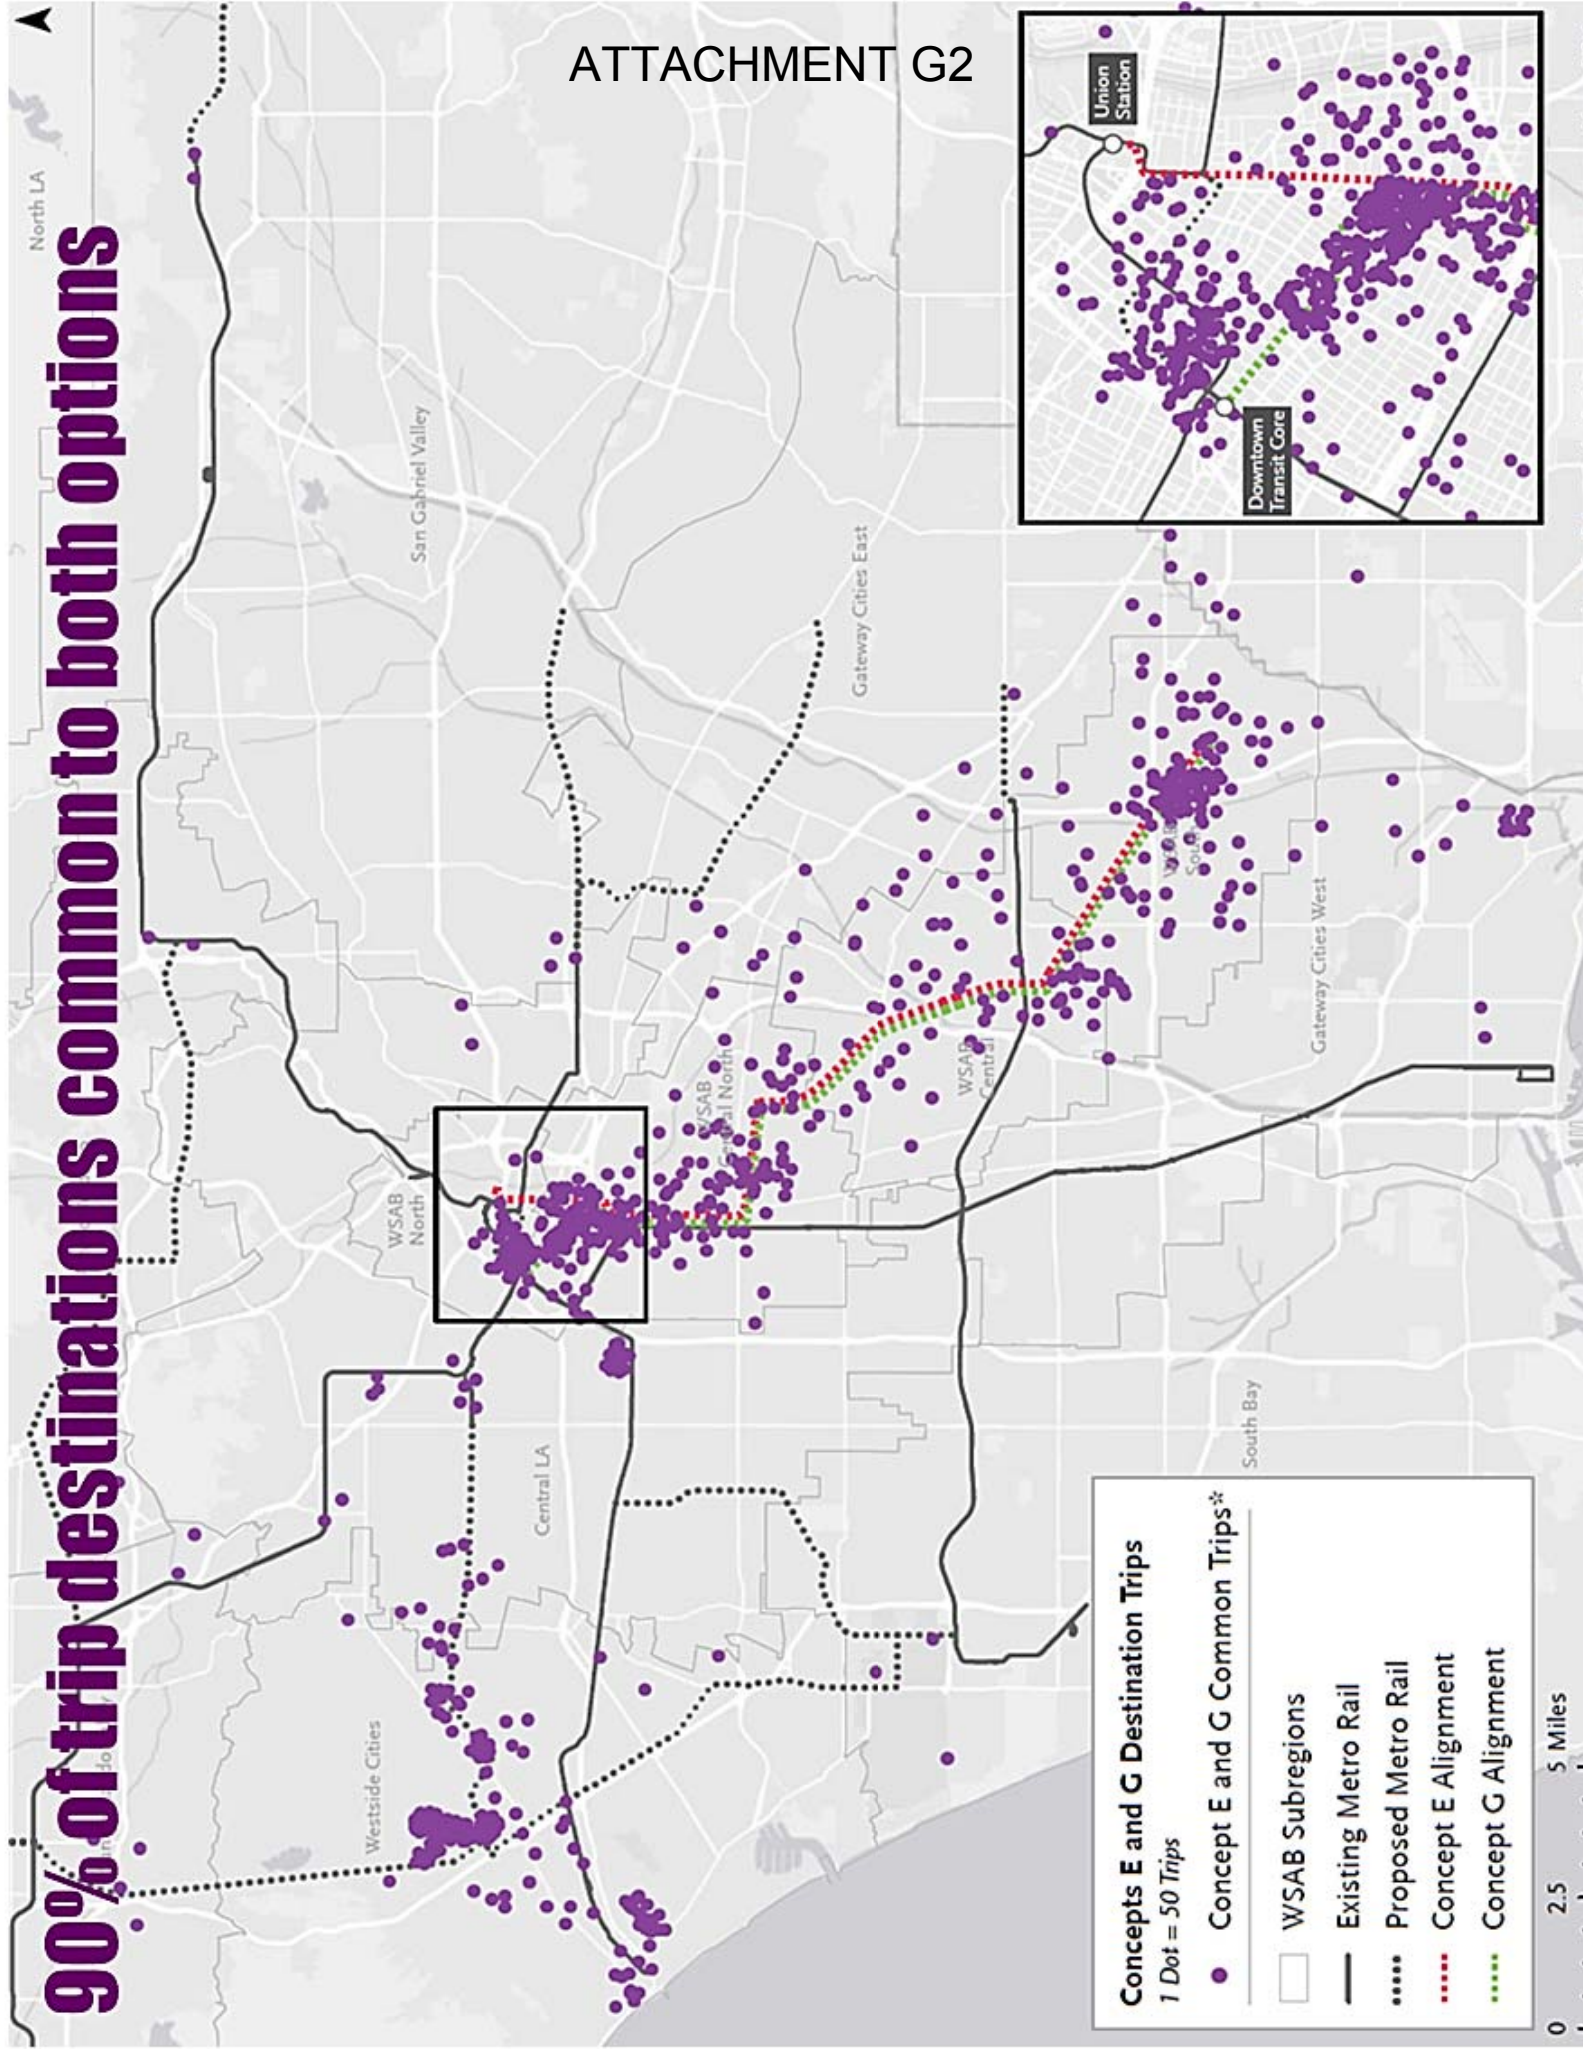 ATTACHMENT G2
90% of trip destinations common to both options
North LA
San Gabriel Valley
Gateway Cities East
WSAB
North
WSAB
Central North
WSAB
Central
WSAB
South
Gateway Cities West
Central LA
Westside Cities
South Bay
Union
Station
Downtown
Transit Core
Concepts E and G Destination Trips
1 Dot = 50 Trips
Concept E and G Common Trips*
WSAB Subregions
Existing Metro Rail
Proposed Metro Rail
Concept E Alignment
Concept G Alignment
0 2.5 5 Miles